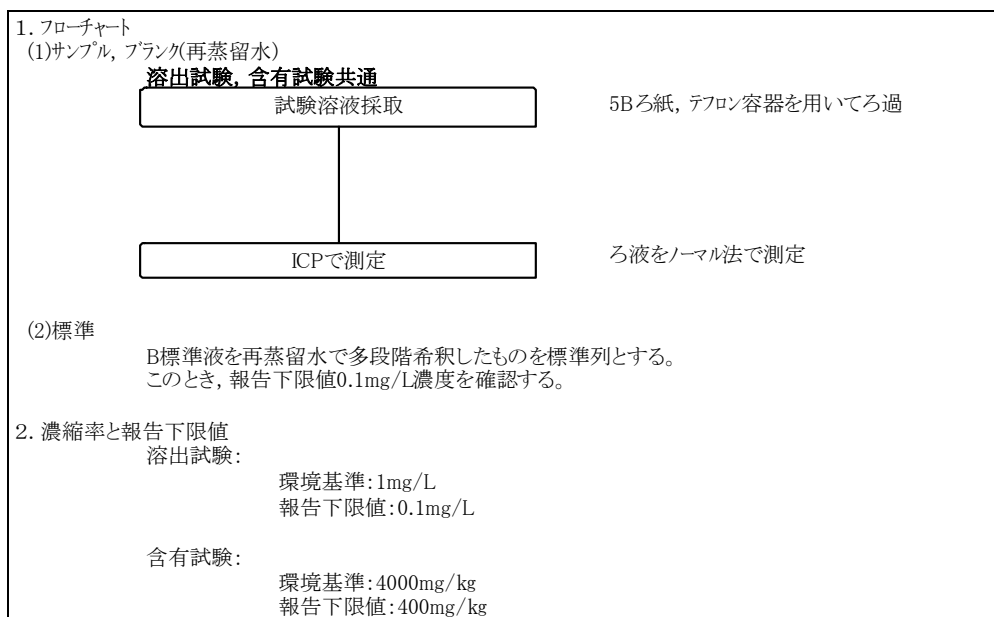 1．フローチャート
(1)サンプル, ブランク(再蒸留水)
溶出試験, 含有試験共通
試験溶液採取
5Bろ紙, テフロン容器を用いてろ過
ICPで測定
ろ液をノーマル法で測定
(2)標準
B標準液を再蒸留水で多段階希釈したものを標準列とする。
このとき, 報告下限値0.1mg/L濃度を確認する。
2．濃縮率と報告下限値
溶出試験:
環境基準:1mg/L
報告下限値:0.1mg/L
含有試験:
環境基準:4000mg/kg
報告下限値:400mg/kg